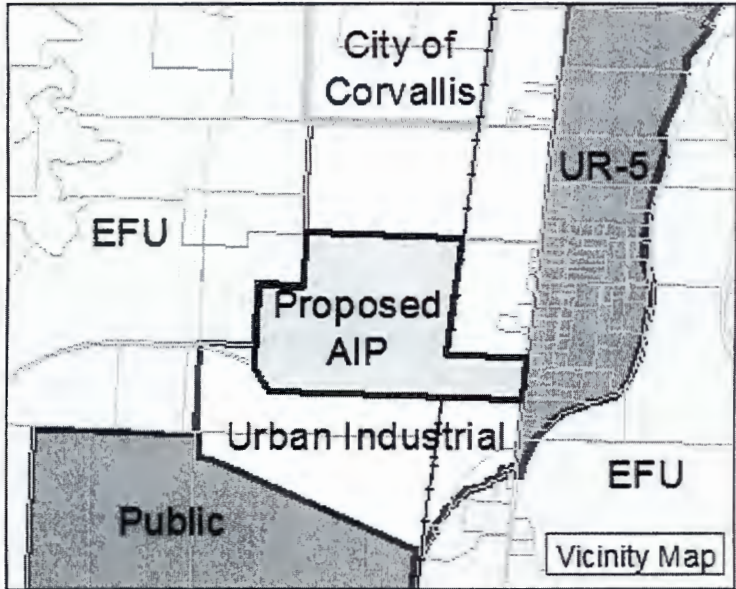 City of
Corvallis
UR-5
EFU
Proposed
AIP
Urban Industrial
EFU
Public
Vicinity Map